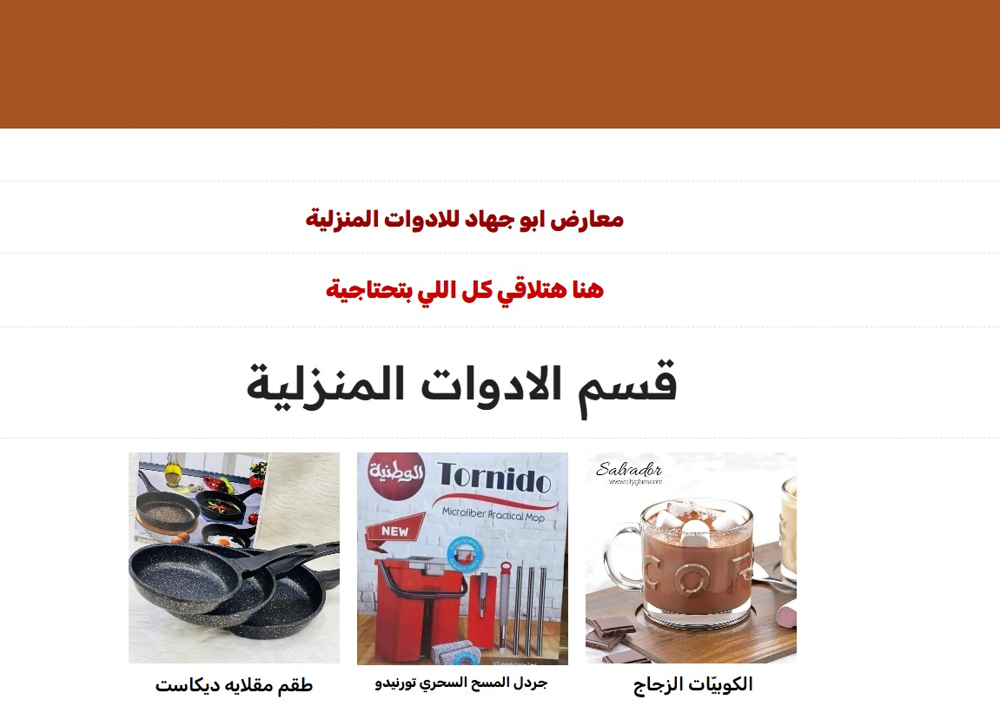 معارض ابو جهاد للادوات المنزلية
هنا هتلاقي كل اللي بتحتاجية
قسم الادوات المنزلية
Salvador
www.cityglass.com
COF
الوطنية
Tornido
Microfiber Practical Mop
NEW
الكوبيّات الزجاج
جردل المسح السحري تورنيدو
طقم مقلايه ديكاست